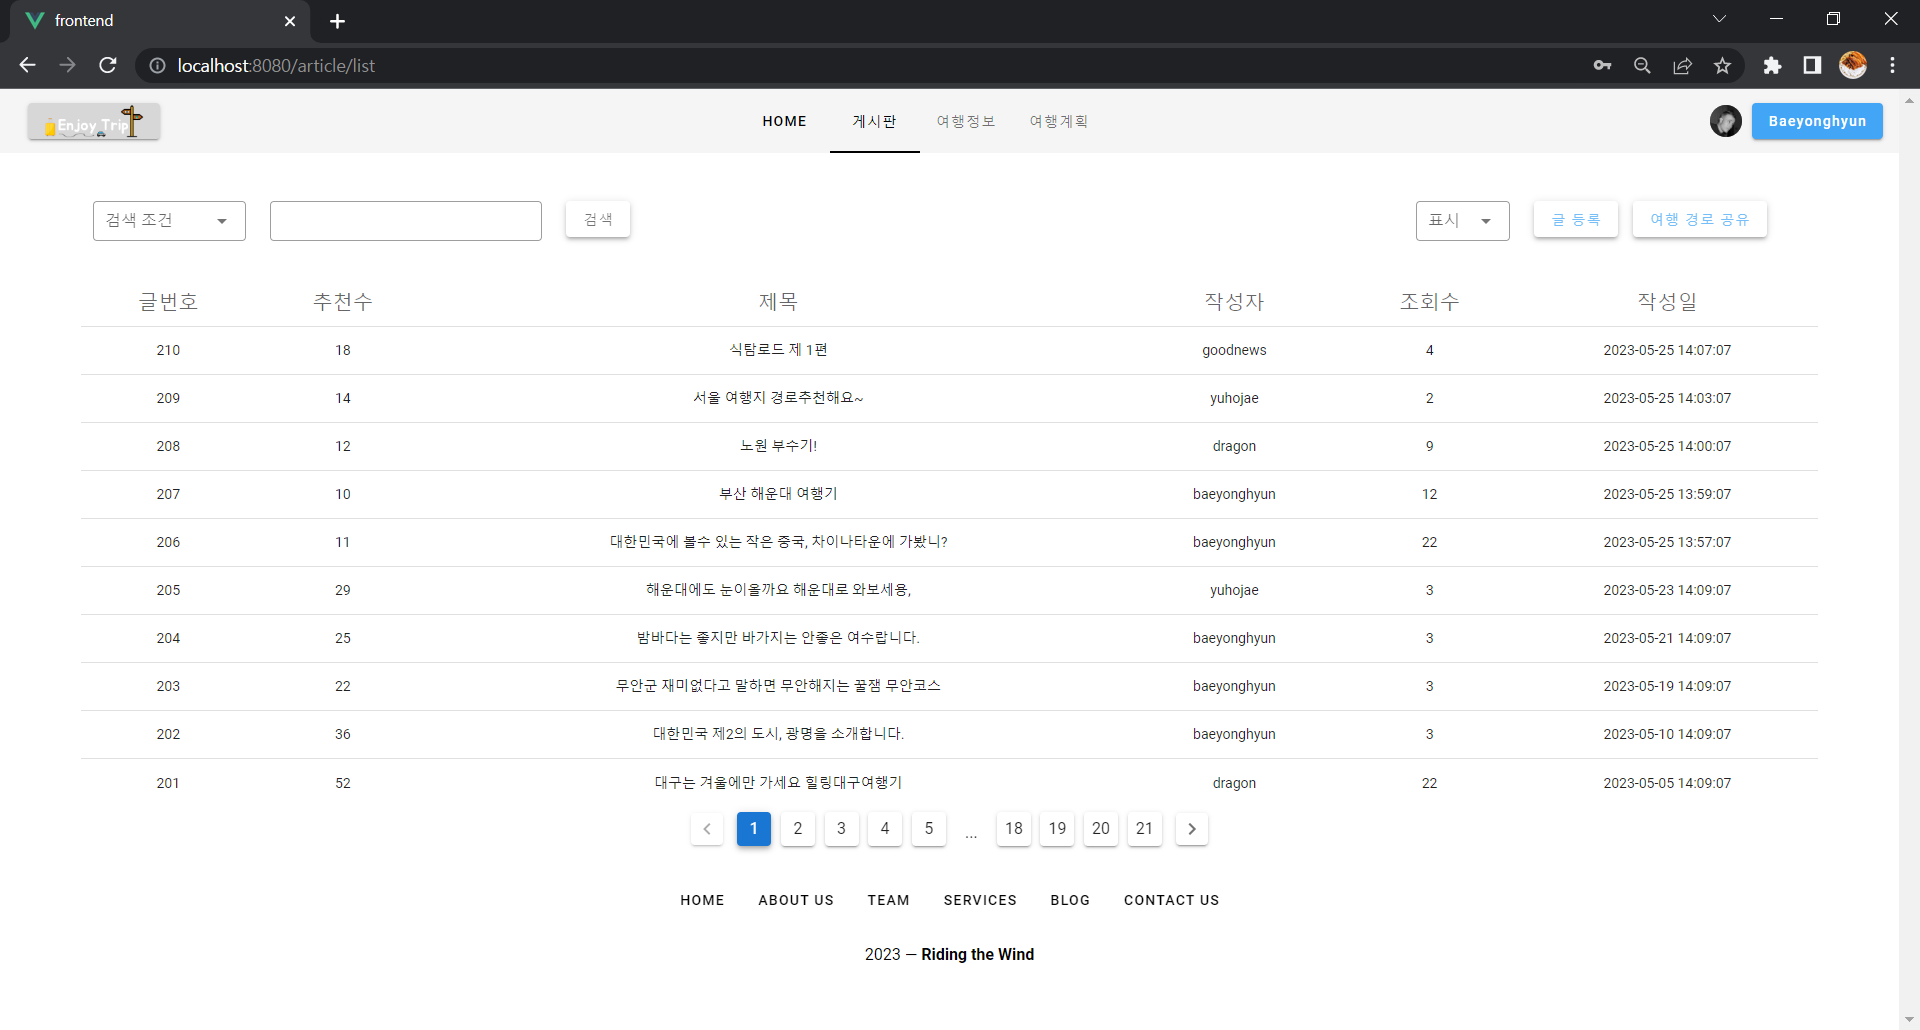 frontend
localhost:8080/article/list
Enjoy Trip
HOME 게시판 여행정보 여행계획
Baeyonghyun
검색 조건 검색 표시 글 등록 여행 경로 공유
글번호 추천수 제목 작성자 조회수 작성일
210 18 식탐로드 제 1편 goodnews 4 2023-05-25 14:07:07
209 14 서울 여행지 경로추천해요~ yuhojae 2 2023-05-25 14:03:07
208 12 노원 부수기! dragon 9 2023-05-25 14:00:07
207 10 부산 해운대 여행기 baeyonghyun 12 2023-05-25 13:59:07
206 11 대한민국에 볼수 있는 작은 중국, 차이나타운에 가봤니? baeyonghyun 22 2023-05-25 13:57:07
205 29 해운대에도 눈이올까요 해운대로 와보세용, yuhojae 3 2023-05-23 14:09:07
204 25 밤바다는 좋지만 바가지는 안좋은 여수랍니다. baeyonghyun 3 2023-05-21 14:09:07
203 22 무안군 재미없다고 말하면 무안해지는 꿀잼 무안코스 baeyonghyun 3 2023-05-19 14:09:07
202 36 대한민국 제2의 도시, 광명을 소개합니다. baeyonghyun 3 2023-05-10 14:09:07
201 52 대구는 겨울에만 가세요 힐링대구여행기 dragon 22 2023-05-05 14:09:07
1 2 3 4 5 ... 18 19 20 21
HOME ABOUT US TEAM SERVICES BLOG CONTACT US
2023 — Riding the Wind